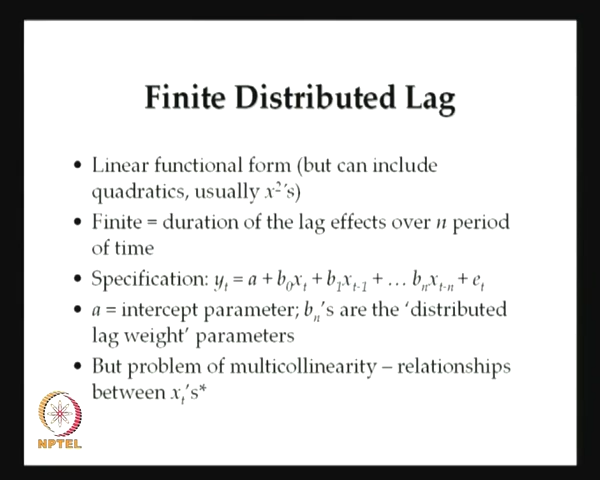 Finite Distributed Lag
• Linear functional form (but can include
quadratics, usually x²'s)
• Finite = duration of the lag effects over n period
of time
• Specification: yₜ = a + b₀xₜ + b₁xₜ₋₁ + … bₙxₜ₋ₙ + eₜ
• a = intercept parameter; bₙ's are the 'distributed
lag weight' parameters
• But problem of multicollinearity – relationships
between xₜ's*
NPTEL